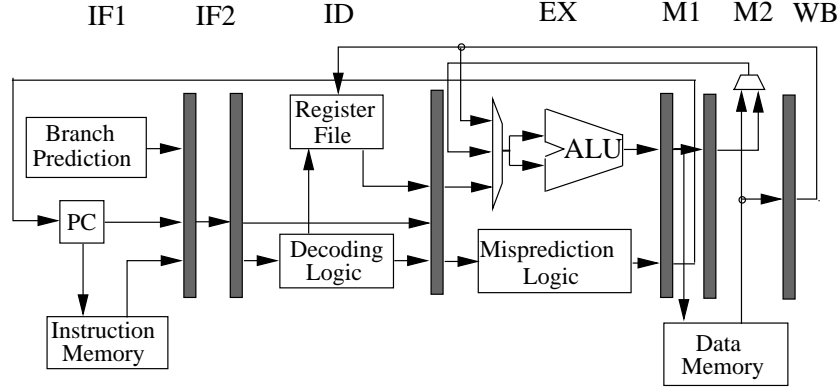 IF1 IF2 ID EX M1 M2 WB
Branch
Prediction
Register
File
ALU
PC
Decoding
Logic
Misprediction
Logic
Instruction
Memory
Data
Memory